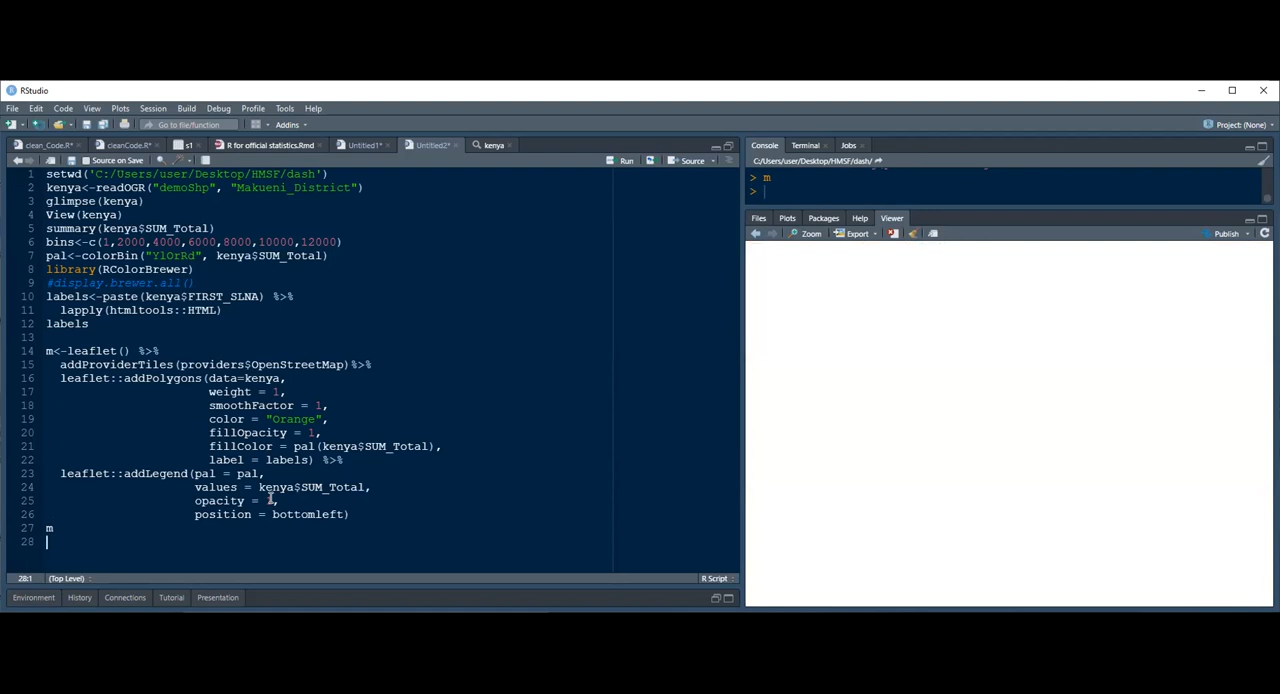 RStudio
File Edit Code View Plots Session Build Debug Profile Tools Help
Go to file/function Addins Project: (None)
clean_Code.R* cleanCode.R* s1 R for official statistics.Rmd Untitled1* Untitled2* kenya
Source on Save Run Source
1 setwd('C:/Users/user/Desktop/HMSF/dash')
2 kenya<-readOGR("demoShp", "Makueni_District")
3 glimpse(kenya)
4 View(kenya)
5 summary(kenya$SUM_Total)
6 bins<-c(1,2000,4000,6000,8000,10000,12000)
7 pal<-colorBin("YlOrRd", kenya$SUM_Total)
8 library(RColorBrewer)
9 #display.brewer.all()
10 labels<-paste(kenya$FIRST_SLNA) %>%
11 lapply(htmltools::HTML)
12 labels
13
14 m<-leaflet() %>%
15 addProviderTiles(providers$OpenStreetMap)%>%
16 leaflet::addPolygons(data=kenya,
17 weight = 1,
18 smoothFactor = 1,
19 color = "Orange",
20 fillOpacity = 1,
21 fillColor = pal(kenya$SUM_Total),
22 label = labels) %>%
23 leaflet::addLegend(pal = pal,
24 values = kenya$SUM_Total,
25 opacity = 1,
26 position = bottomleft)
27 m
28
28:1 (Top Level) R Script
Environment History Connections Tutorial Presentation
Console Terminal Jobs
C:/Users/user/Desktop/HMSF/dash/
> m
>
Files Plots Packages Help Viewer
Zoom Export Publish